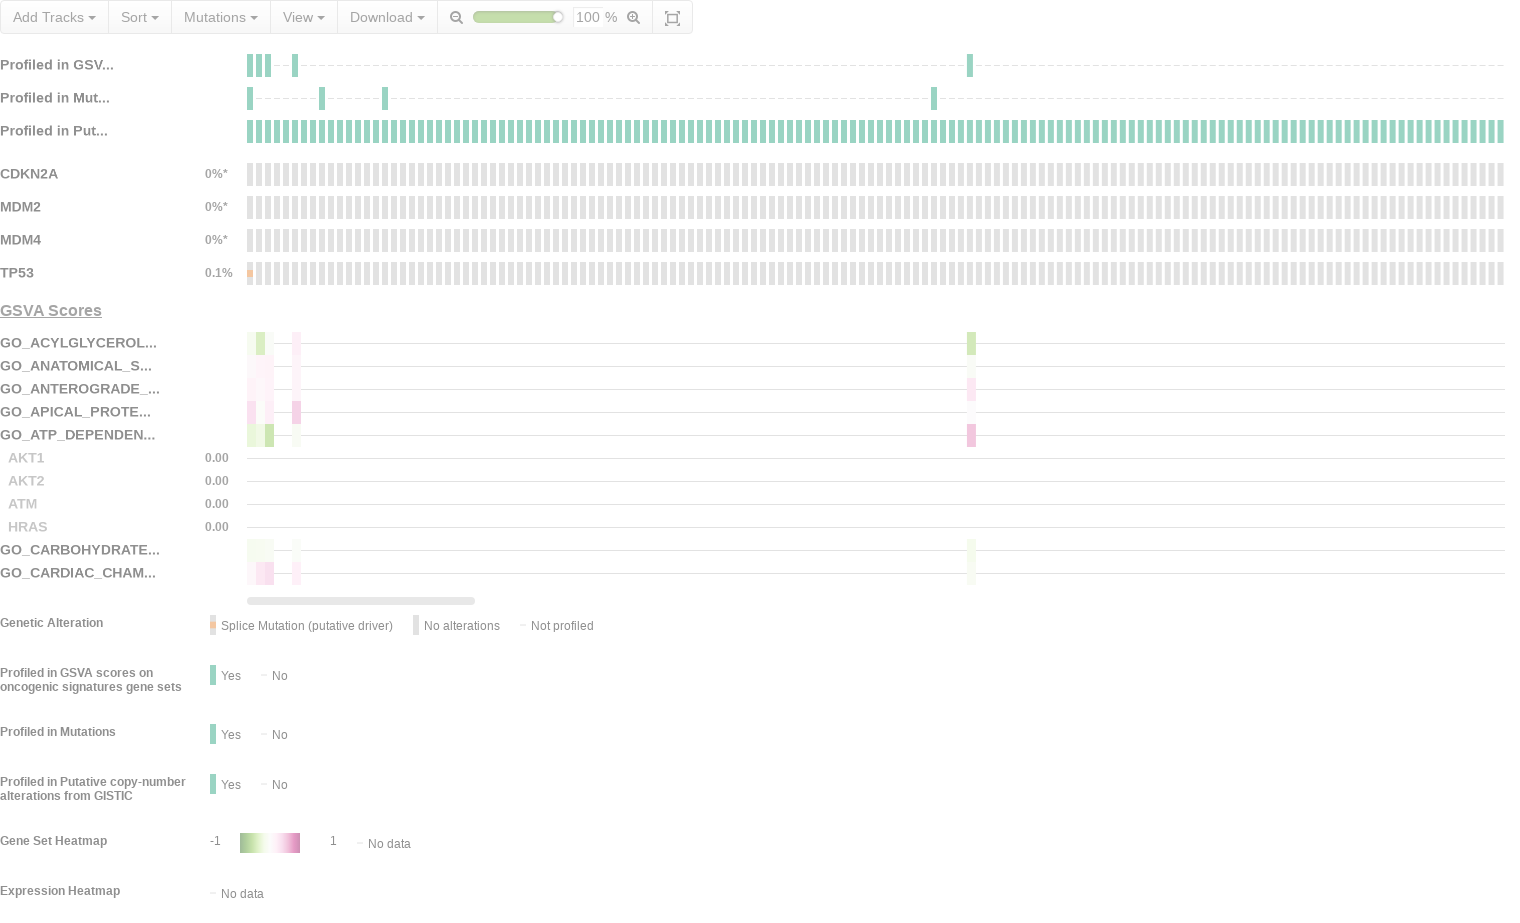 Add Tracks Sort Mutations View Download 100 %
Profiled in GSV...
Profiled in Mut...
Profiled in Put...
CDKN2A 0%*
MDM2 0%*
MDM4 0%*
TP53 0.1%
GSVA Scores
GO_ACYLGLYCEROL...
GO_ANATOMICAL_S...
GO_ANTEROGRADE_...
GO_APICAL_PROTE...
GO_ATP_DEPENDEN...
AKT1 0.00
AKT2 0.00
ATM 0.00
HRAS 0.00
GO_CARBOHYDRATE...
GO_CARDIAC_CHAM...
Genetic Alteration Splice Mutation (putative driver) No alterations Not profiled
Profiled in GSVA scores on
oncogenic signatures gene sets Yes No
Profiled in Mutations Yes No
Profiled in Putative copy-number
alterations from GISTIC Yes No
Gene Set Heatmap -1 1 No data
Expression Heatmap No data